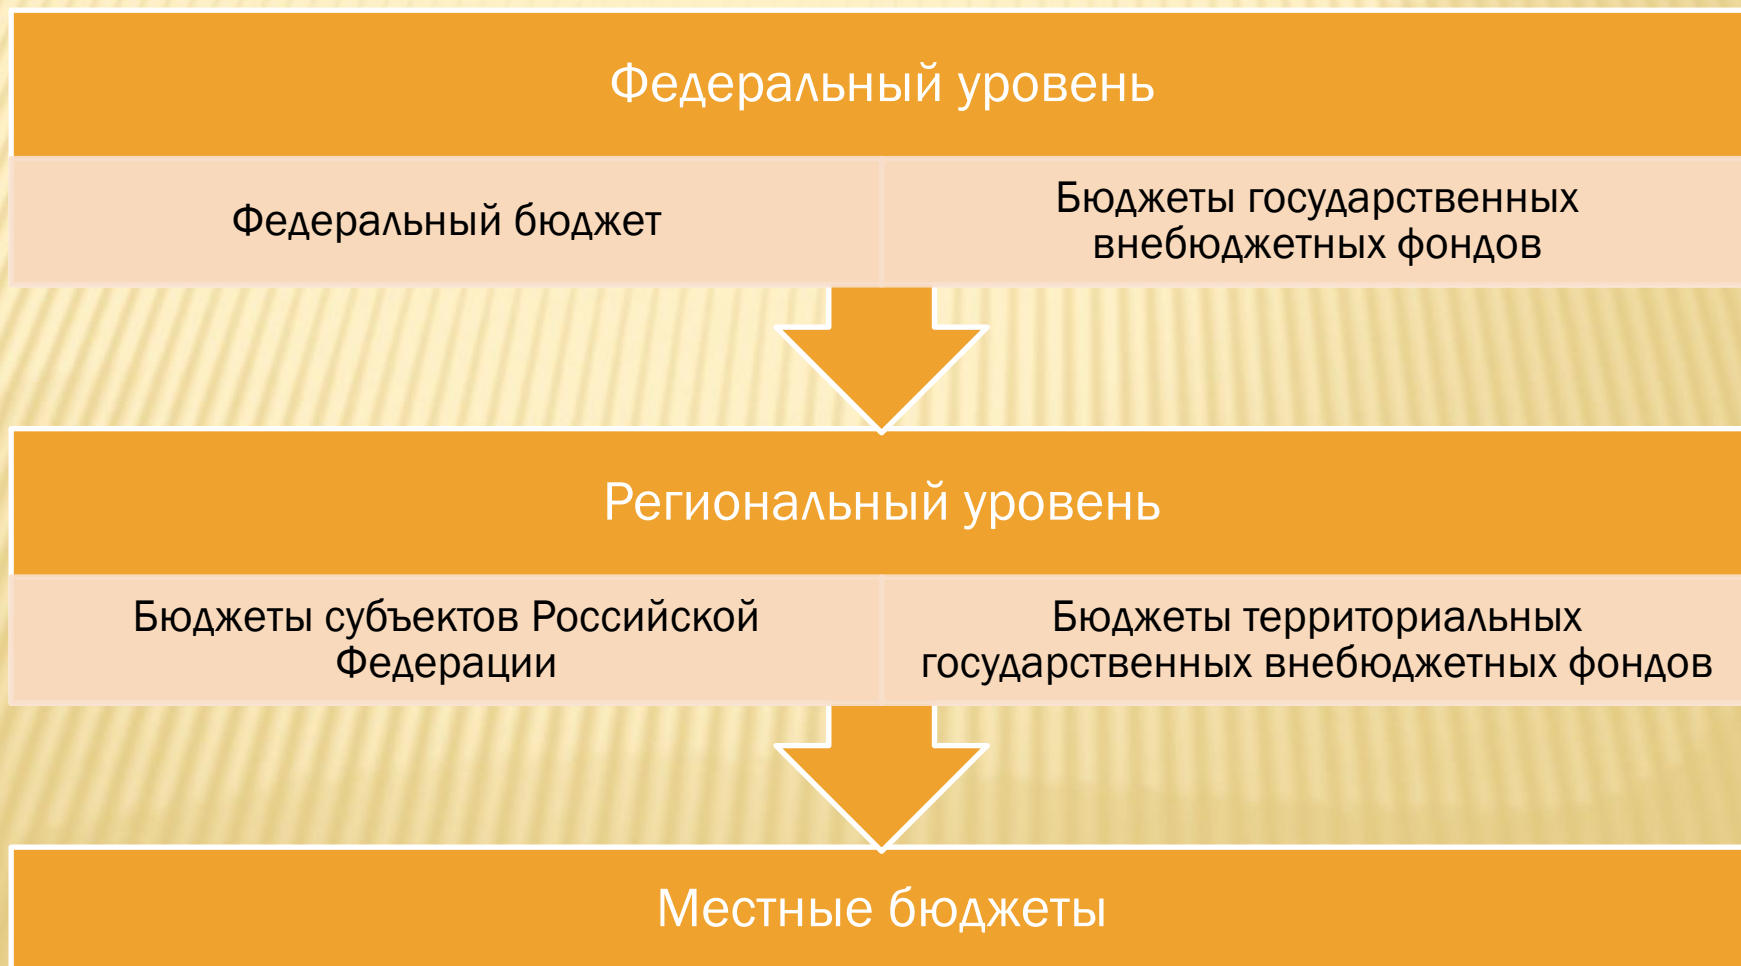 Федеральный уровень
Федеральный бюджет
Бюджеты государственных
внебюджетных фондов
Региональный уровень
Бюджеты субъектов Российской
Федерации
Бюджеты территориальных
государственных внебюджетных фондов
Местные бюджеты